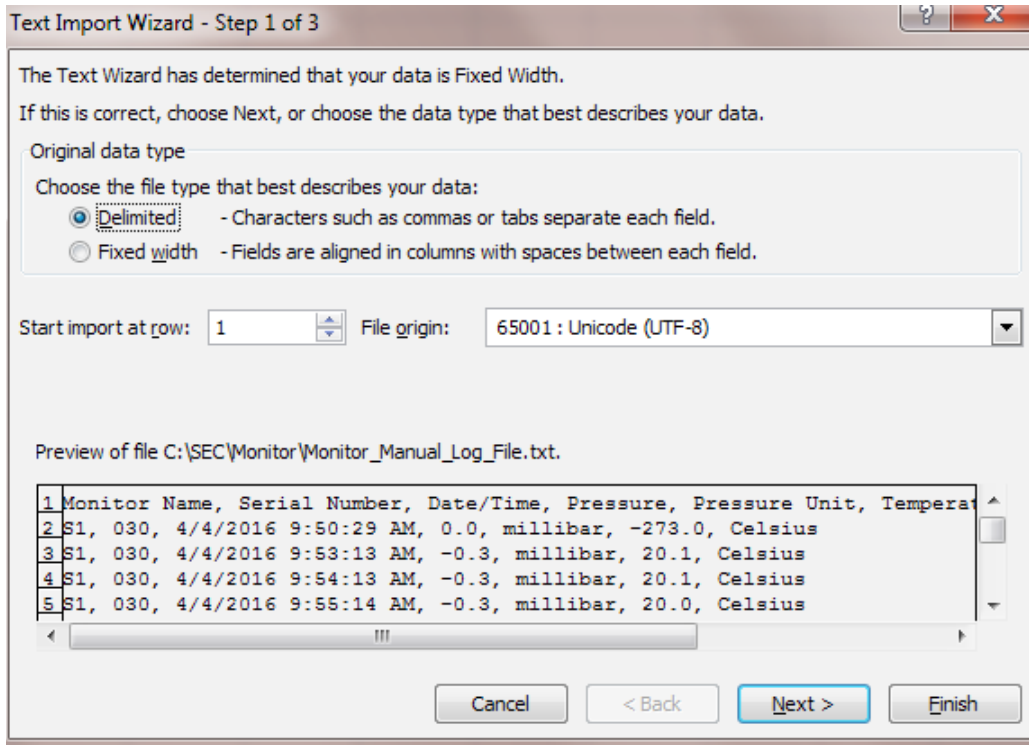 Text Import Wizard - Step 1 of 3
The Text Wizard has determined that your data is Fixed Width.
If this is correct, choose Next, or choose the data type that best describes your data.
Original data type
Choose the file type that best describes your data:
Delimited - Characters such as commas or tabs separate each field.
Fixed width - Fields are aligned in columns with spaces between each field.
Start import at row: 1 File origin: 65001 : Unicode (UTF-8)
Preview of file C:\SEC\Monitor\Monitor_Manual_Log_File.txt.
1 Monitor Name, Serial Number, Date/Time, Pressure, Pressure Unit, Temperat
2 S1, 030, 4/4/2016 9:50:29 AM, 0.0, millibar, -273.0, Celsius
3 S1, 030, 4/4/2016 9:53:13 AM, -0.3, millibar, 20.1, Celsius
4 S1, 030, 4/4/2016 9:54:13 AM, -0.3, millibar, 20.1, Celsius
5 S1, 030, 4/4/2016 9:55:14 AM, -0.3, millibar, 20.0, Celsius
Cancel < Back Next > Finish